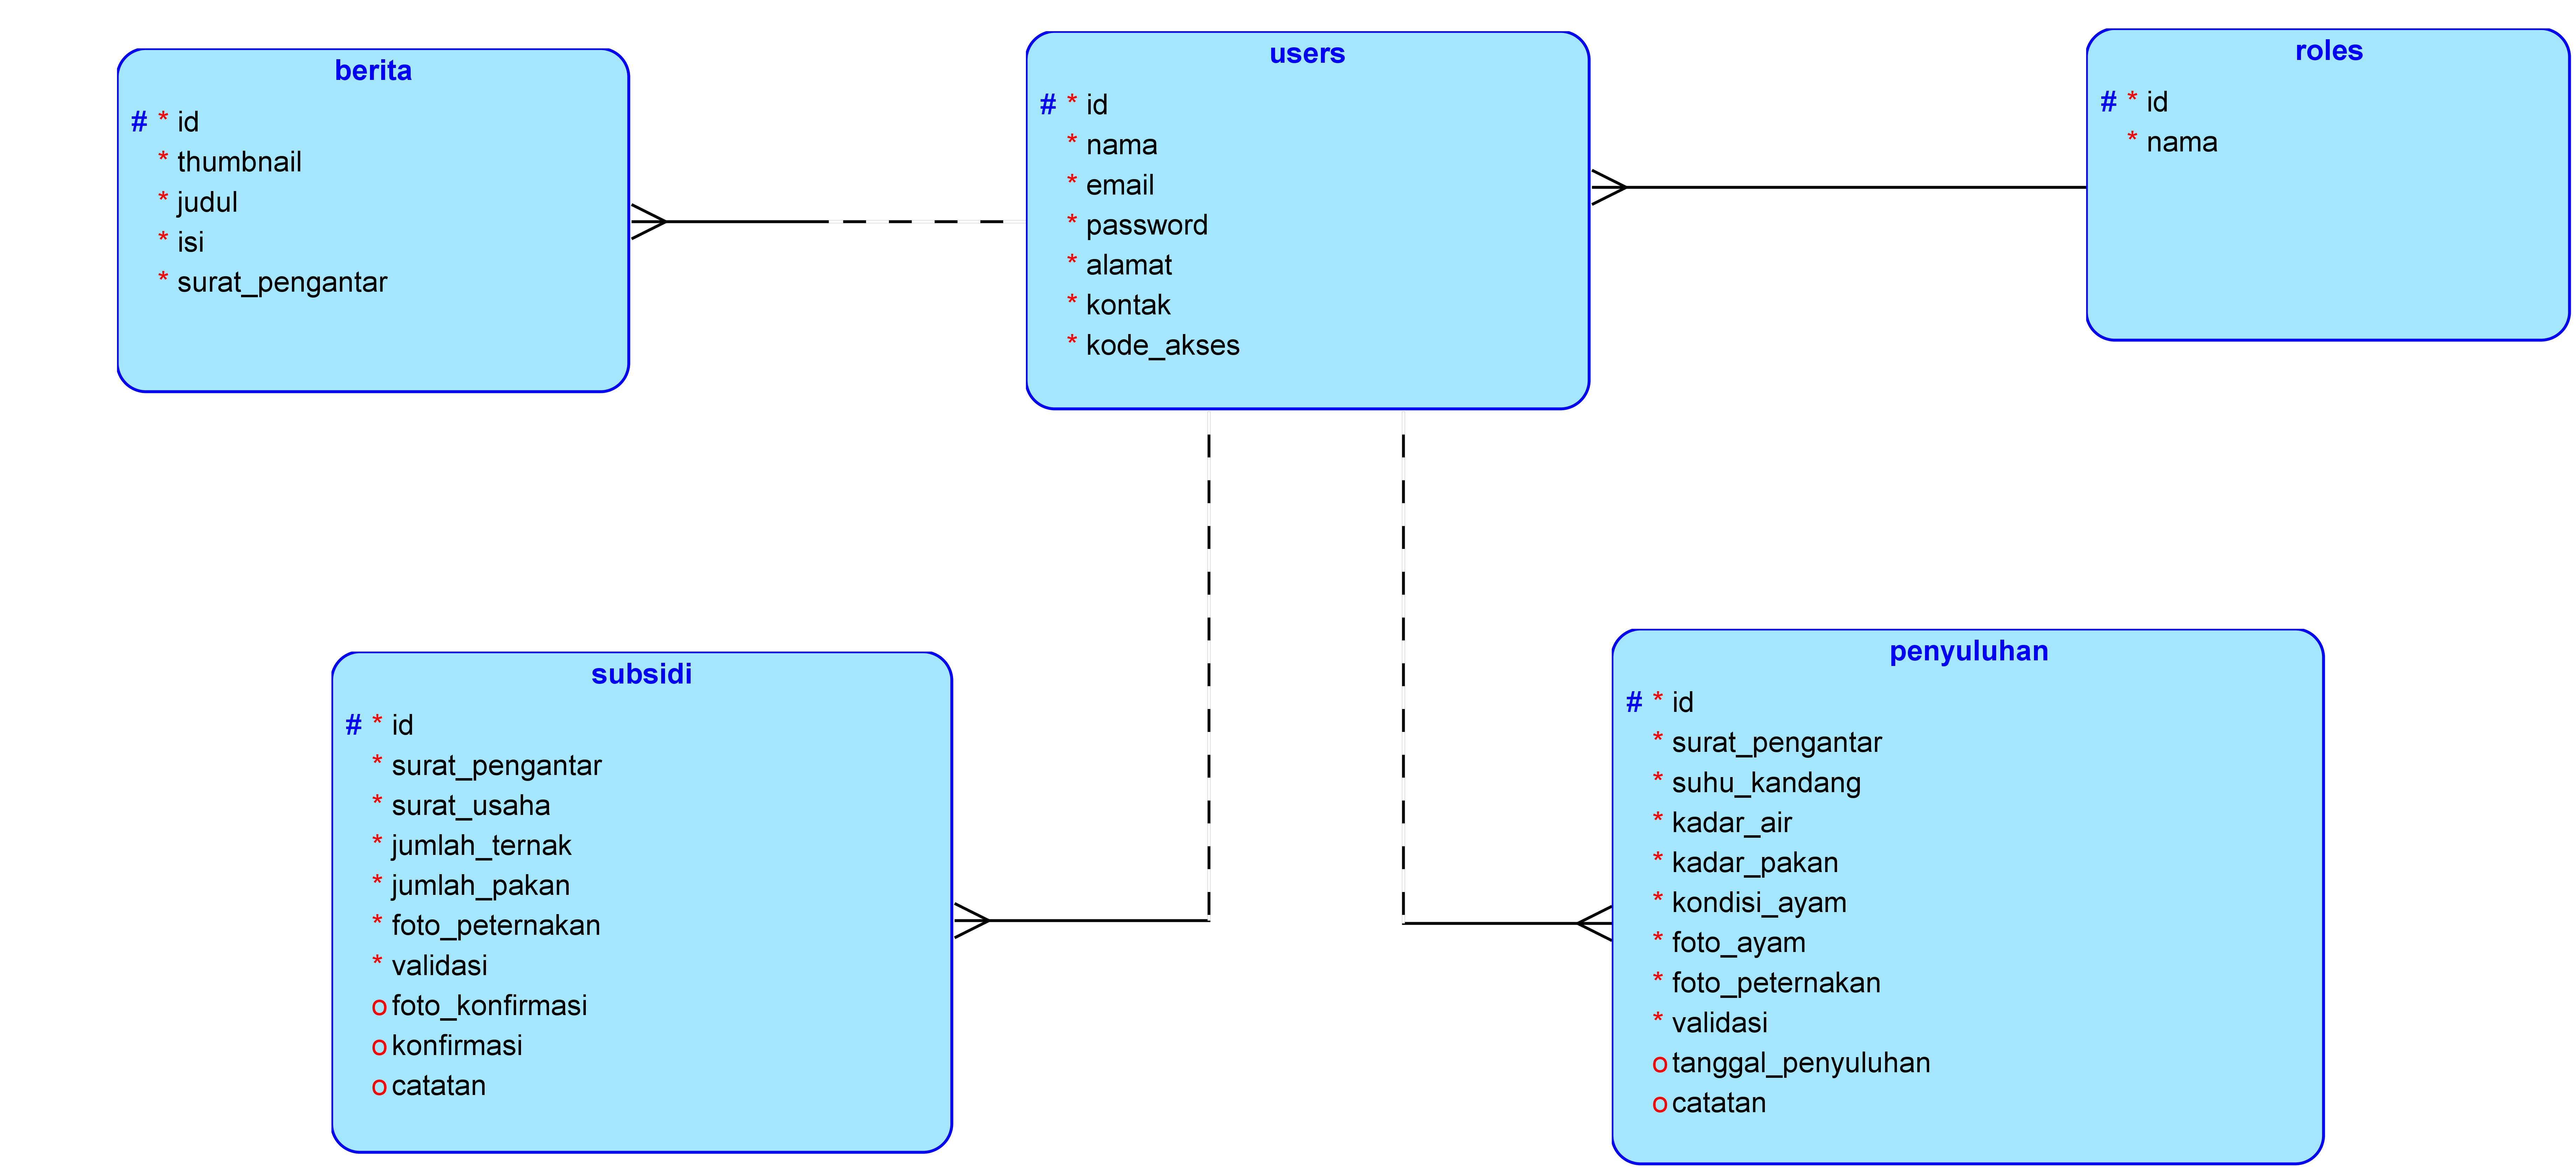 berita
# * id
* thumbnail
* judul
* isi
* surat_pengantar
users
# * id
* nama
* email
* password
* alamat
* kontak
* kode_akses
roles
# * id
* nama
subsidi
# * id
* surat_pengantar
* surat_usaha
* jumlah_ternak
* jumlah_pakan
* foto_peternakan
* validasi
o foto_konfirmasi
o konfirmasi
o catatan
penyuluhan
# * id
* surat_pengantar
* suhu_kandang
* kadar_air
* kadar_pakan
* kondisi_ayam
* foto_ayam
* foto_peternakan
* validasi
o tanggal_penyuluhan
o catatan